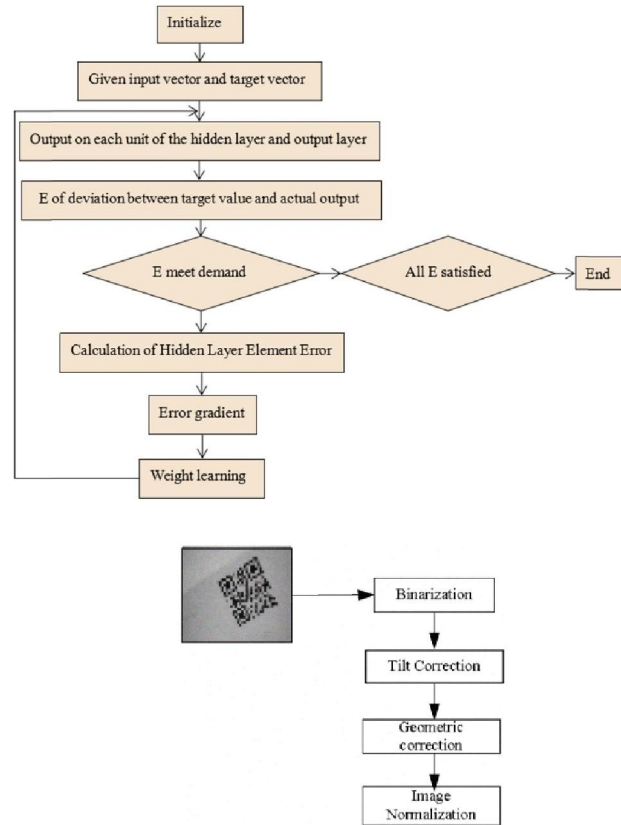 Initialize
Given input vector and target vector
Output on each unit of the hidden layer and output layer
E of deviation between target value and actual output
E meet demand
All E satisfied
End
Calculation of Hidden Layer Element Error
Error gradient
Weight learning
Binarization
Tilt Correction
Geometric
correction
Image
Normalization